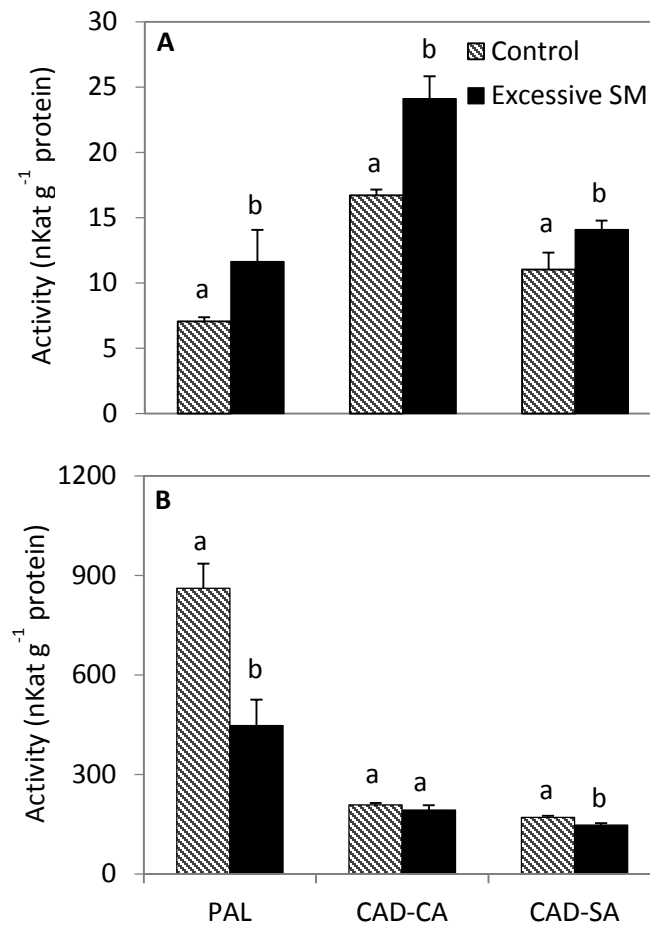 A
Control
Excessive SM
Activity (nKat g⁻¹ protein)
30
25
20
15
10
5
0
a
b
a
b
a
b
B
Activity (nKat g⁻¹ protein)
1200
900
600
300
0
a
b
a
a
a
b
PAL
CAD-CA
CAD-SA